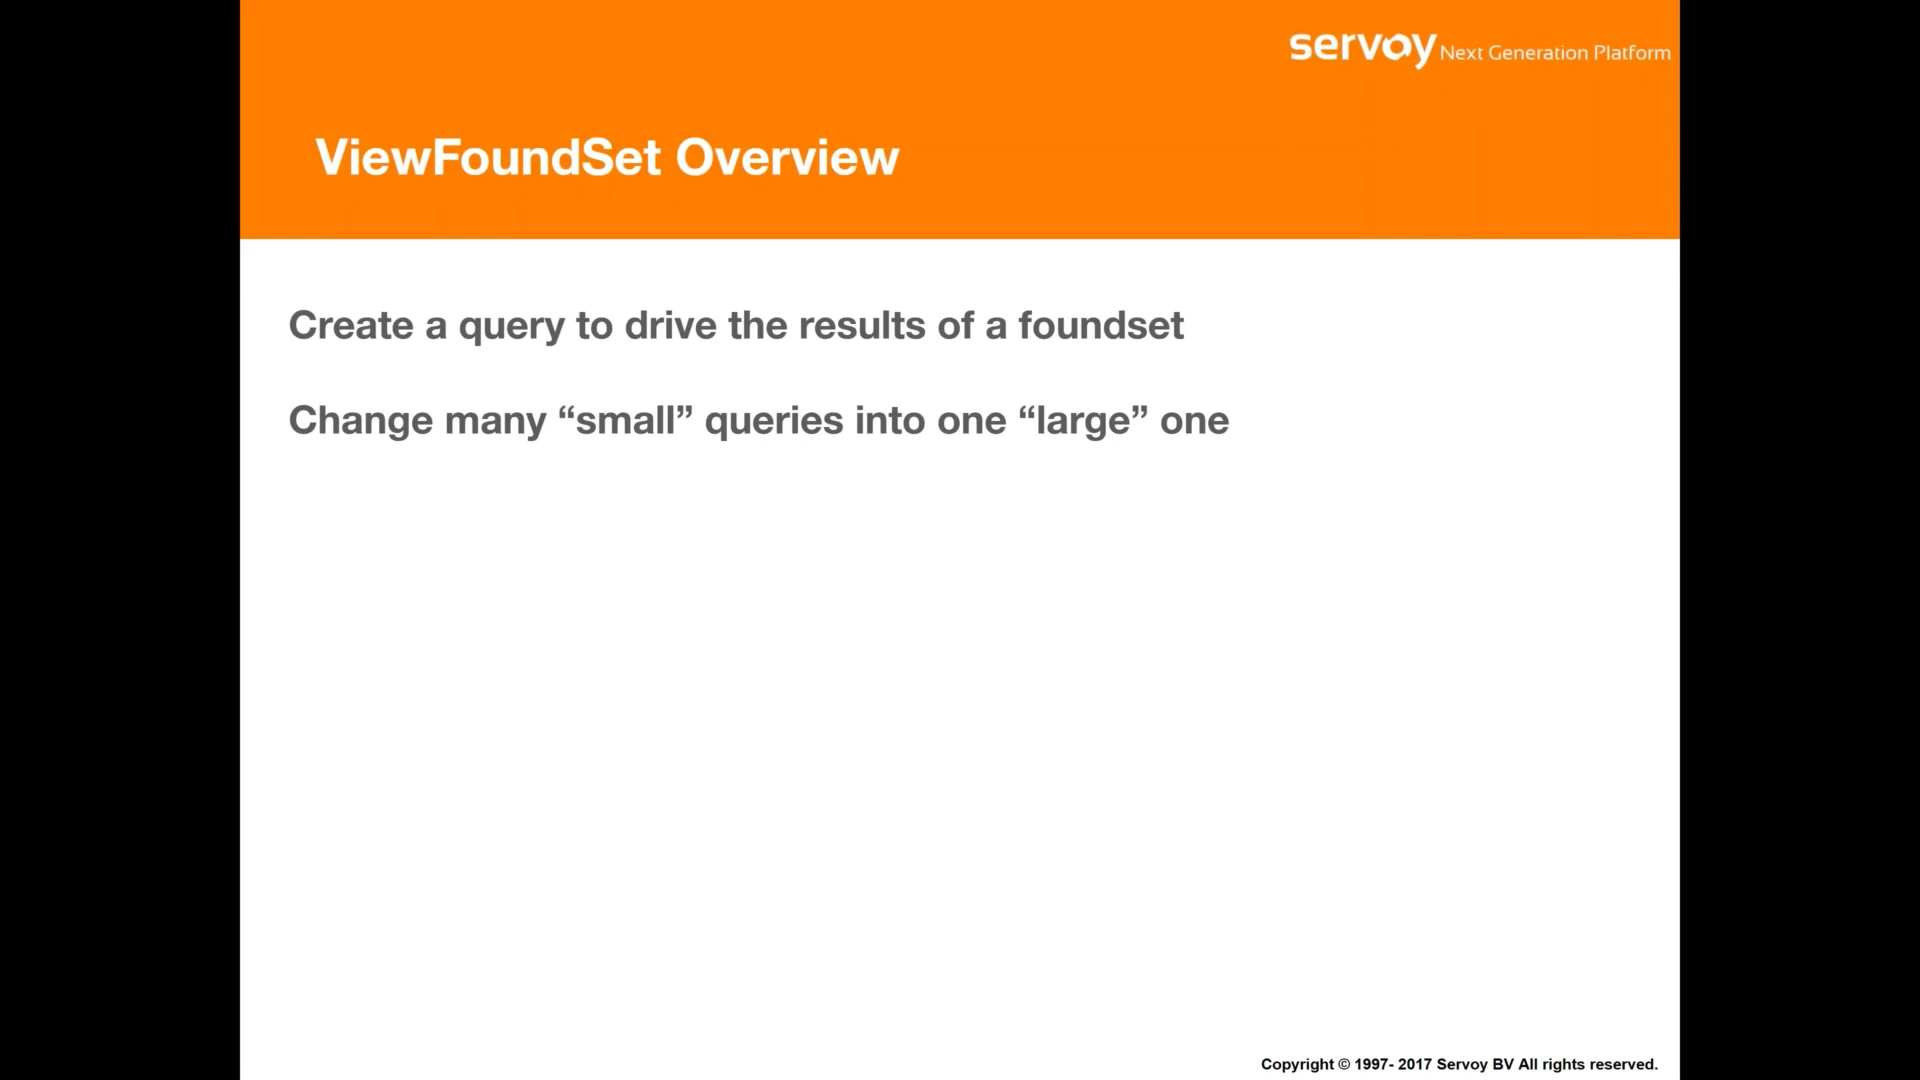 servoy Next Generation Platform
ViewFoundSet Overview
Create a query to drive the results of a foundset
Change many “small” queries into one “large” one
Copyright © 1997- 2017 Servoy BV All rights reserved.